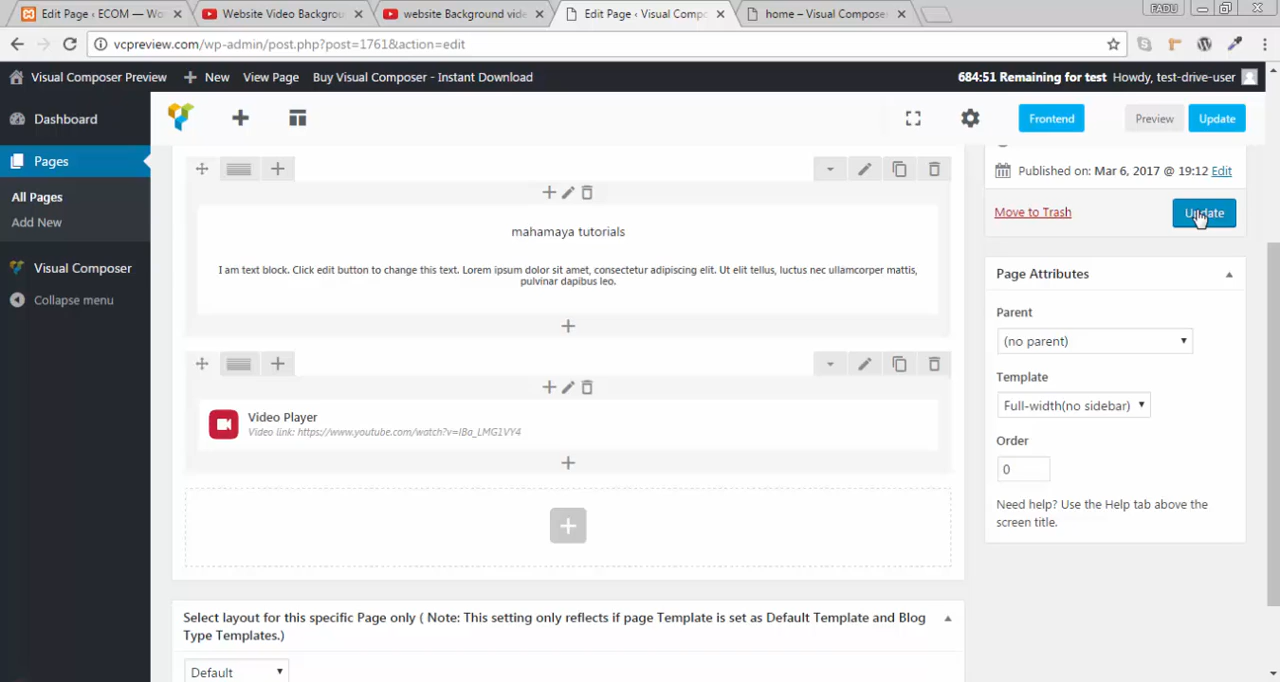 Edit Page ‹ ECOM — Wo
Website Video Backgrou
website Background vide
Edit Page ‹ Visual Compo
home – Visual Composer
FADU
vcpreview.com/wp-admin/post.php?post=1761&action=edit
Visual Composer Preview
New
View Page
Buy Visual Composer - Instant Download
684:51 Remaining for test
Howdy, test-drive-user
Dashboard
Pages
All Pages
Add New
Visual Composer
Collapse menu
Frontend
Preview
Update
Published on: Mar 6, 2017 @ 19:12 Edit
Move to Trash
Update
mahamaya tutorials
I am text block. Click edit button to change this text. Lorem ipsum dolor sit amet, consectetur adipiscing elit. Ut elit tellus, luctus nec ullamcorper mattis,
pulvinar dapibus leo.
Video Player
Video link: https://www.youtube.com/watch?v=IBa_LMG1VY4
Page Attributes
Parent
(no parent)
Template
Full-width(no sidebar)
Order
0
Need help? Use the Help tab above the
screen title.
Select layout for this specific Page only ( Note: This setting only reflects if page Template is set as Default Template and Blog
Type Templates.)
Default